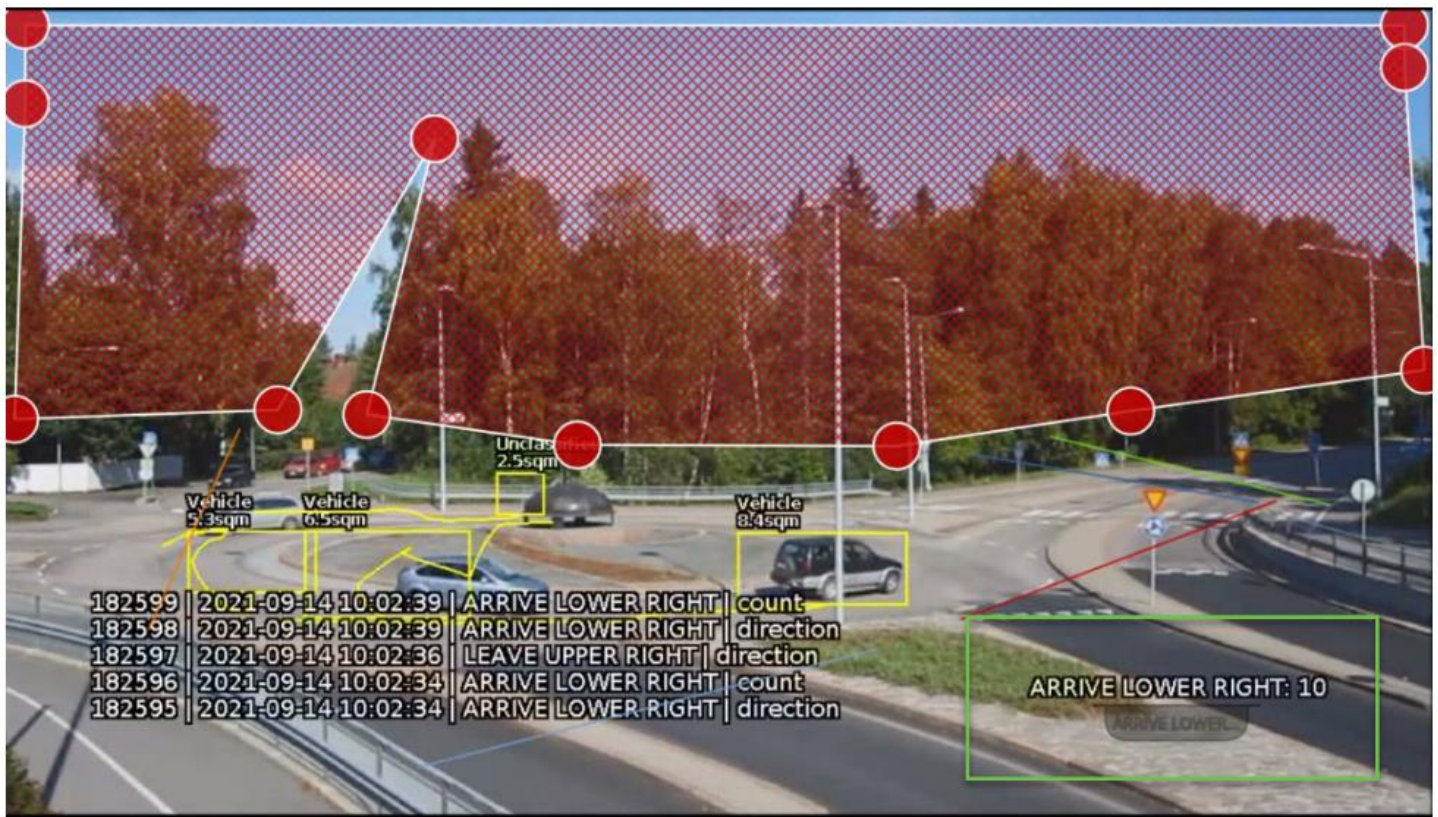 Unclassifie
2.5sqm
Vehicle
5.3sqm
Vehicle
6.5sqm
Vehicle
8.4sqm
182599 | 2021-09-14 10:02:39 | ARRIVE LOWER RIGHT | count
182598 | 2021-09-14 10:02:39 | ARRIVE LOWER RIGHT | direction
182597 | 2021-09-14 10:02:36 | LEAVE UPPER RIGHT | direction
182596 | 2021-09-14 10:02:34 | ARRIVE LOWER RIGHT | count
182595 | 2021-09-14 10:02:34 | ARRIVE LOWER RIGHT | direction
ARRIVE LOWER RIGHT: 10
ARRIVE LOWER...